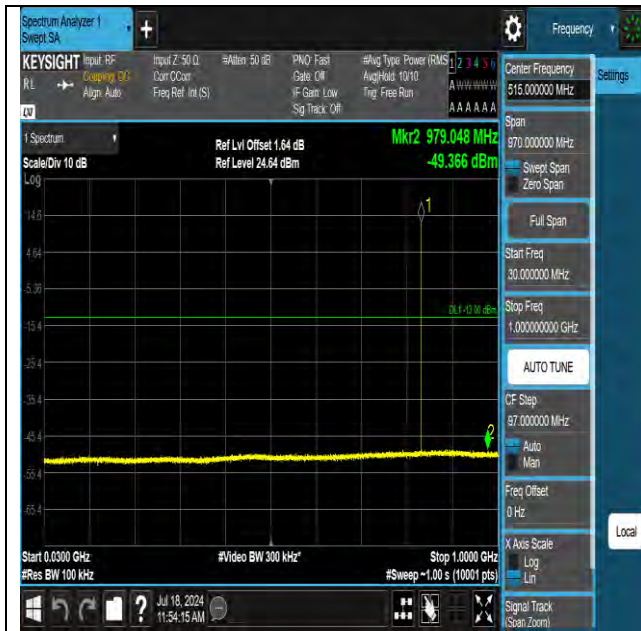 Spectrum Analyzer 1
Swept SA
+
Frequency
KEYSIGHT
Input: RF
Coupling: DC
Align: Auto
RL
Input Z: 50 Ω
Corr CCorr
Freq Ref: Int (S)
#Atten: 50 dB
PNO: Fast
Gate: Off
IF Gain: Low
Sig Track: Off
#Avg Type: Power (RMS)
Avg|Hold: 10/10
Trig: Free Run
1 2 3 4 5 6
A W W W W W
A A A A A A
1 Spectrum
Scale/Div 10 dB
Log
Ref Lvl Offset 1.64 dB
Ref Level 24.64 dBm
Mkr2 979.048 MHz
-49.366 dBm
14.6
4.64
-5.36
-15.4
-25.4
-35.4
-45.4
-55.4
-65.4
1
DL1 -13.00 dBm
2
Start 0.0300 GHz
#Res BW 100 kHz
#Video BW 300 kHz*
Stop 1.0000 GHz
#Sweep ~1.00 s (10001 pts)
Jul 18, 2024
11:54:15 AM
?
Center Frequency
515.000000 MHz
Settings
Span
970.000000 MHz
Swept Span
Zero Span
Full Span
Start Freq
30.000000 MHz
Stop Freq
1.000000000 GHz
AUTO TUNE
CF Step
97.000000 MHz
Auto
Man
Freq Offset
0 Hz
X Axis Scale
Log
Lin
Local
Signal Track
(Span Zoom)